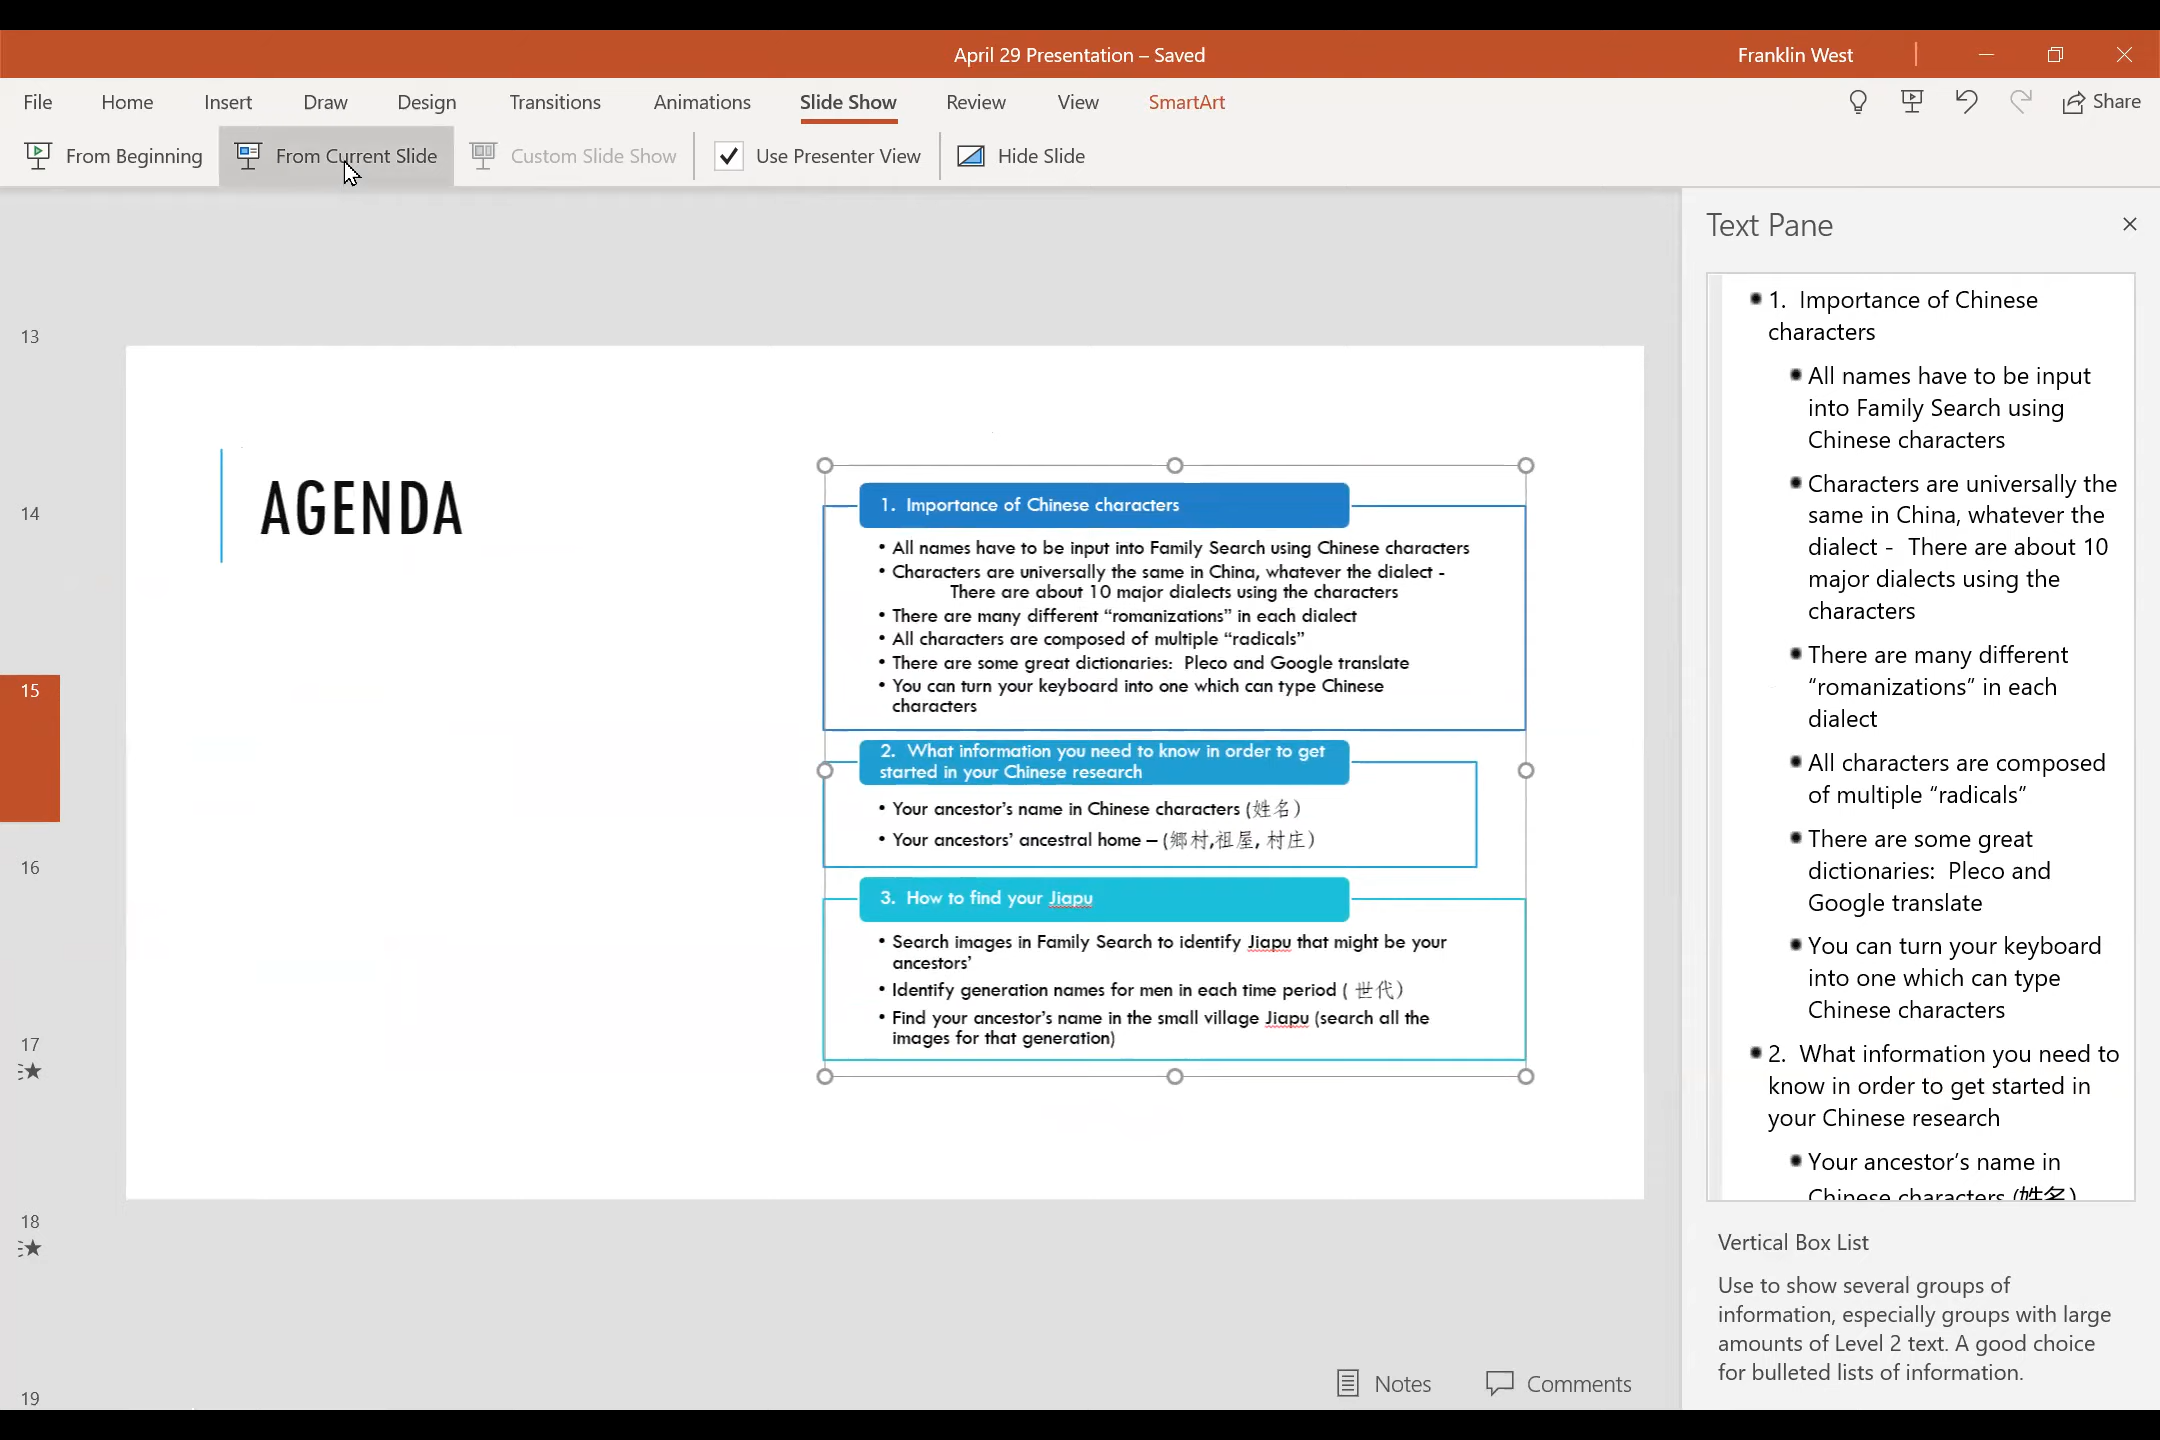 April 29 Presentation – Saved
Franklin West
File
Home
Insert
Draw
Design
Transitions
Animations
Slide Show
Review
View
SmartArt
Share
From Beginning
From Current Slide
Custom Slide Show
Use Presenter View
Hide Slide
13
14
15
16
17
18
19
AGENDA
1. Importance of Chinese characters
• All names have to be input into Family Search using Chinese characters
• Characters are universally the same in China, whatever the dialect -
There are about 10 major dialects using the characters
• There are many different “romanizations” in each dialect
• All characters are composed of multiple “radicals”
• There are some great dictionaries: Pleco and Google translate
• You can turn your keyboard into one which can type Chinese
characters
2. What information you need to know in order to get
started in your Chinese research
• Your ancestor’s name in Chinese characters (姓名)
• Your ancestors’ ancestral home – (鄉村,祖屋, 村庄)
3. How to find your Jiapu
• Search images in Family Search to identify Jiapu that might be your
ancestors’
• Identify generation names for men in each time period ( 世代)
• Find your ancestor’s name in the small village Jiapu (search all the
images for that generation)
Notes
Comments
Text Pane
1. Importance of Chinese
characters
All names have to be input
into Family Search using
Chinese characters
Characters are universally the
same in China, whatever the
dialect - There are about 10
major dialects using the
characters
There are many different
“romanizations” in each
dialect
All characters are composed
of multiple “radicals”
There are some great
dictionaries: Pleco and
Google translate
You can turn your keyboard
into one which can type
Chinese characters
2. What information you need to
know in order to get started in
your Chinese research
Your ancestor’s name in
Chinese characters (姓名)
Vertical Box List
Use to show several groups of
information, especially groups with large
amounts of Level 2 text. A good choice
for bulleted lists of information.